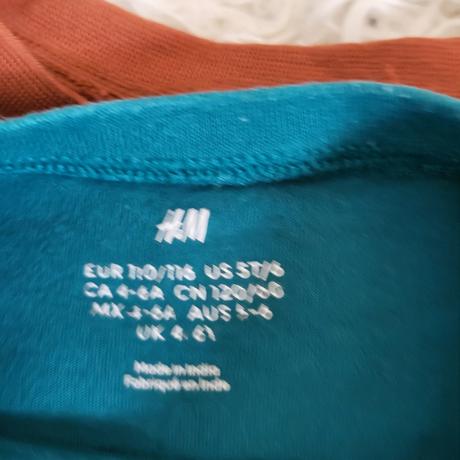 H&M
EUR 110/116 US 5T/6
CA 4-6A CN 120/60
MX 4-6A AUS 5-6
UK 4-6Y
Made in India
Fabriqué en Inde